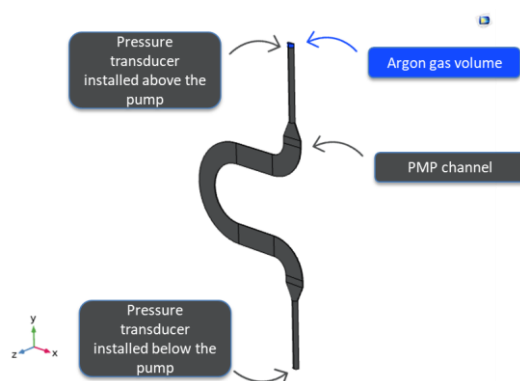 Pressure
transducer
installed above the
pump
Argon gas volume
PMP channel
Pressure
transducer
installed below the
pump
y
z
x